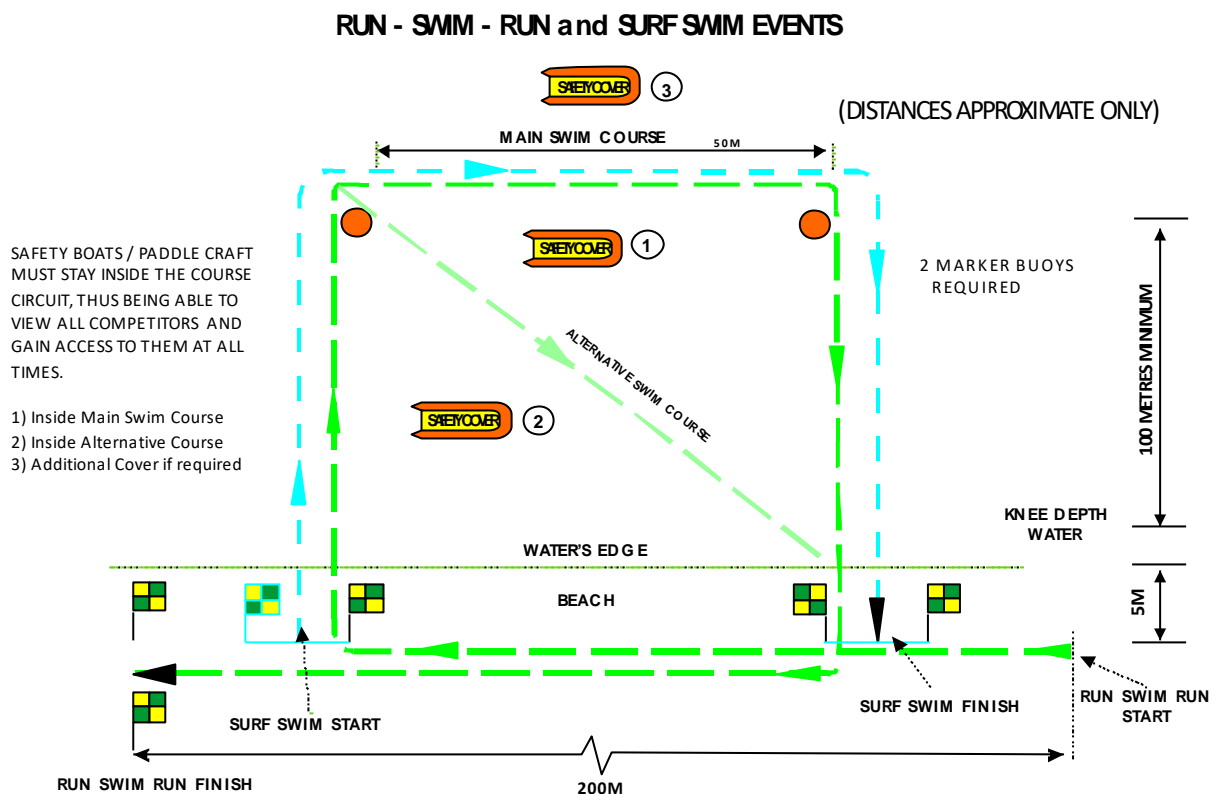 RUN - SWIM - RUN and SURF SWIM EVENTS
SAFETY COVER
3
(DISTANCES APPROXIMATE ONLY)
MAIN SWIM COURSE
50M
SAFETY COVER
1
SAFETY BOATS / PADDLE CRAFT
MUST STAY INSIDE THE COURSE
CIRCUIT, THUS BEING ABLE TO
VIEW ALL COMPETITORS AND
GAIN ACCESS TO THEM AT ALL
TIMES.
1) Inside Main Swim Course
2) Inside Alternative Course
3) Additional Cover if required
2 MARKER BUOYS
REQUIRED
ALTERNATIVE SWIM COURSE
SAFETY COVER
2
100 METRES MINIMUM
KNEE DEPTH
WATER
WATER'S EDGE
BEACH
5M
SURF SWIM START
SURF SWIM FINISH
RUN SWIM RUN
START
RUN SWIM RUN FINISH
200M